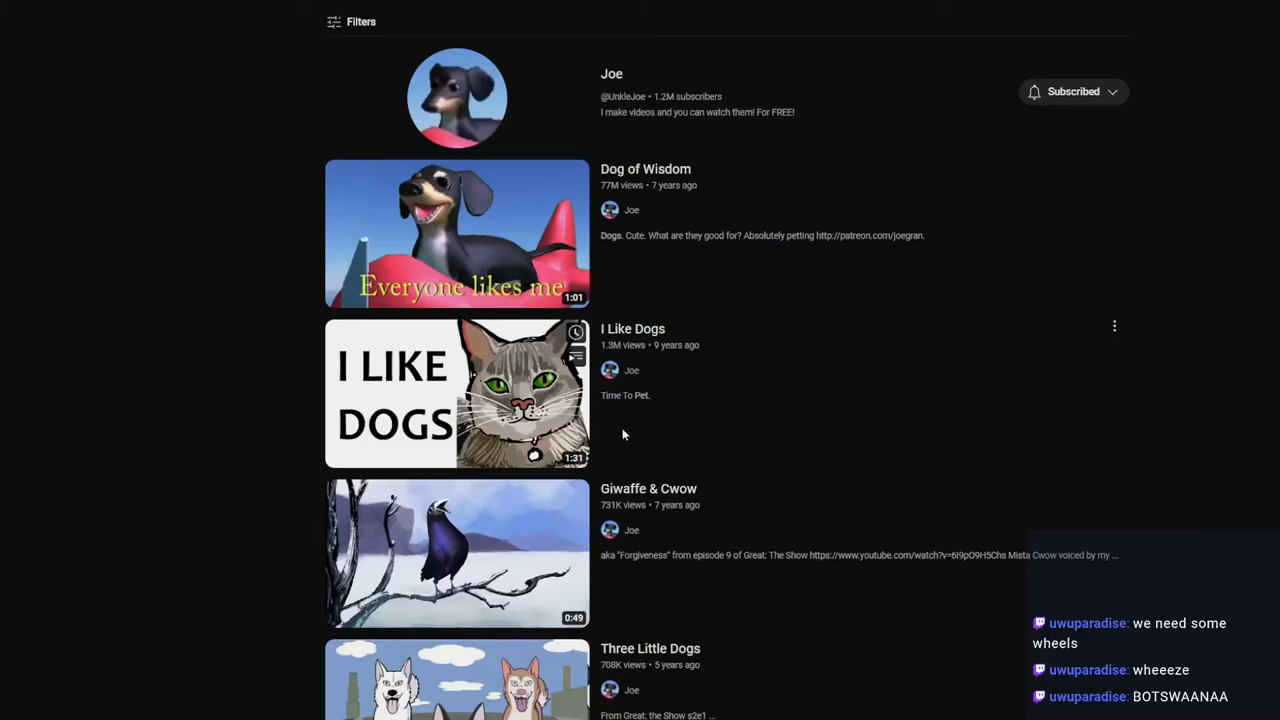 Filters
Joe
@UnkleJoe • 1.2M subscribers
Subscribed
I make videos and you can watch them! For FREE!
Everyone likes me
1:01
Dog of Wisdom
77M views • 7 years ago
Joe
Dogs. Cute. What are they good for? Absolutely petting http://patreon.com/joegran.
I LIKE
DOGS
1:31
I Like Dogs
1.3M views • 9 years ago
Joe
Time To Pet.
0:49
Giwaffe & Cwow
731K views • 7 years ago
Joe
aka "Forgiveness" from episode 9 of Great: The Show https://www.youtube.com/watch?v=6I9pO9H5Chs Mista Cwow voiced by my ...
Three Little Dogs
708K views • 5 years ago
Joe
From Great: the Show s2e1 ...
uwuparadise: we need some
wheels
uwuparadise: wheeeze
uwuparadise: BOTSWAANAA